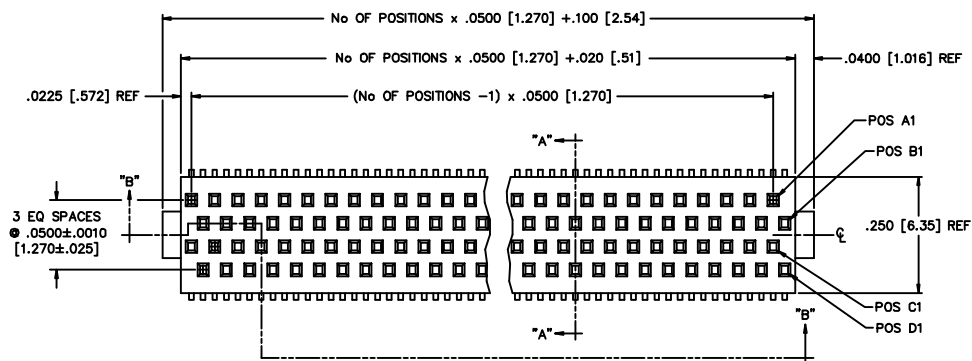 No OF POSITIONS x .0500 [1.270] +.100 [2.54]
No OF POSITIONS x .0500 [1.270] +.020 [.51]
.0400 [1.016] REF
.0225 [.572] REF
(No OF POSITIONS -1) x .0500 [1.270]
POS A1
"A"
POS B1
"B"
3 EQ SPACES
@ .0500±.0010
[1.270±.025]
℄
.250 [6.35] REF
POS C1
"A"
"B"
POS D1